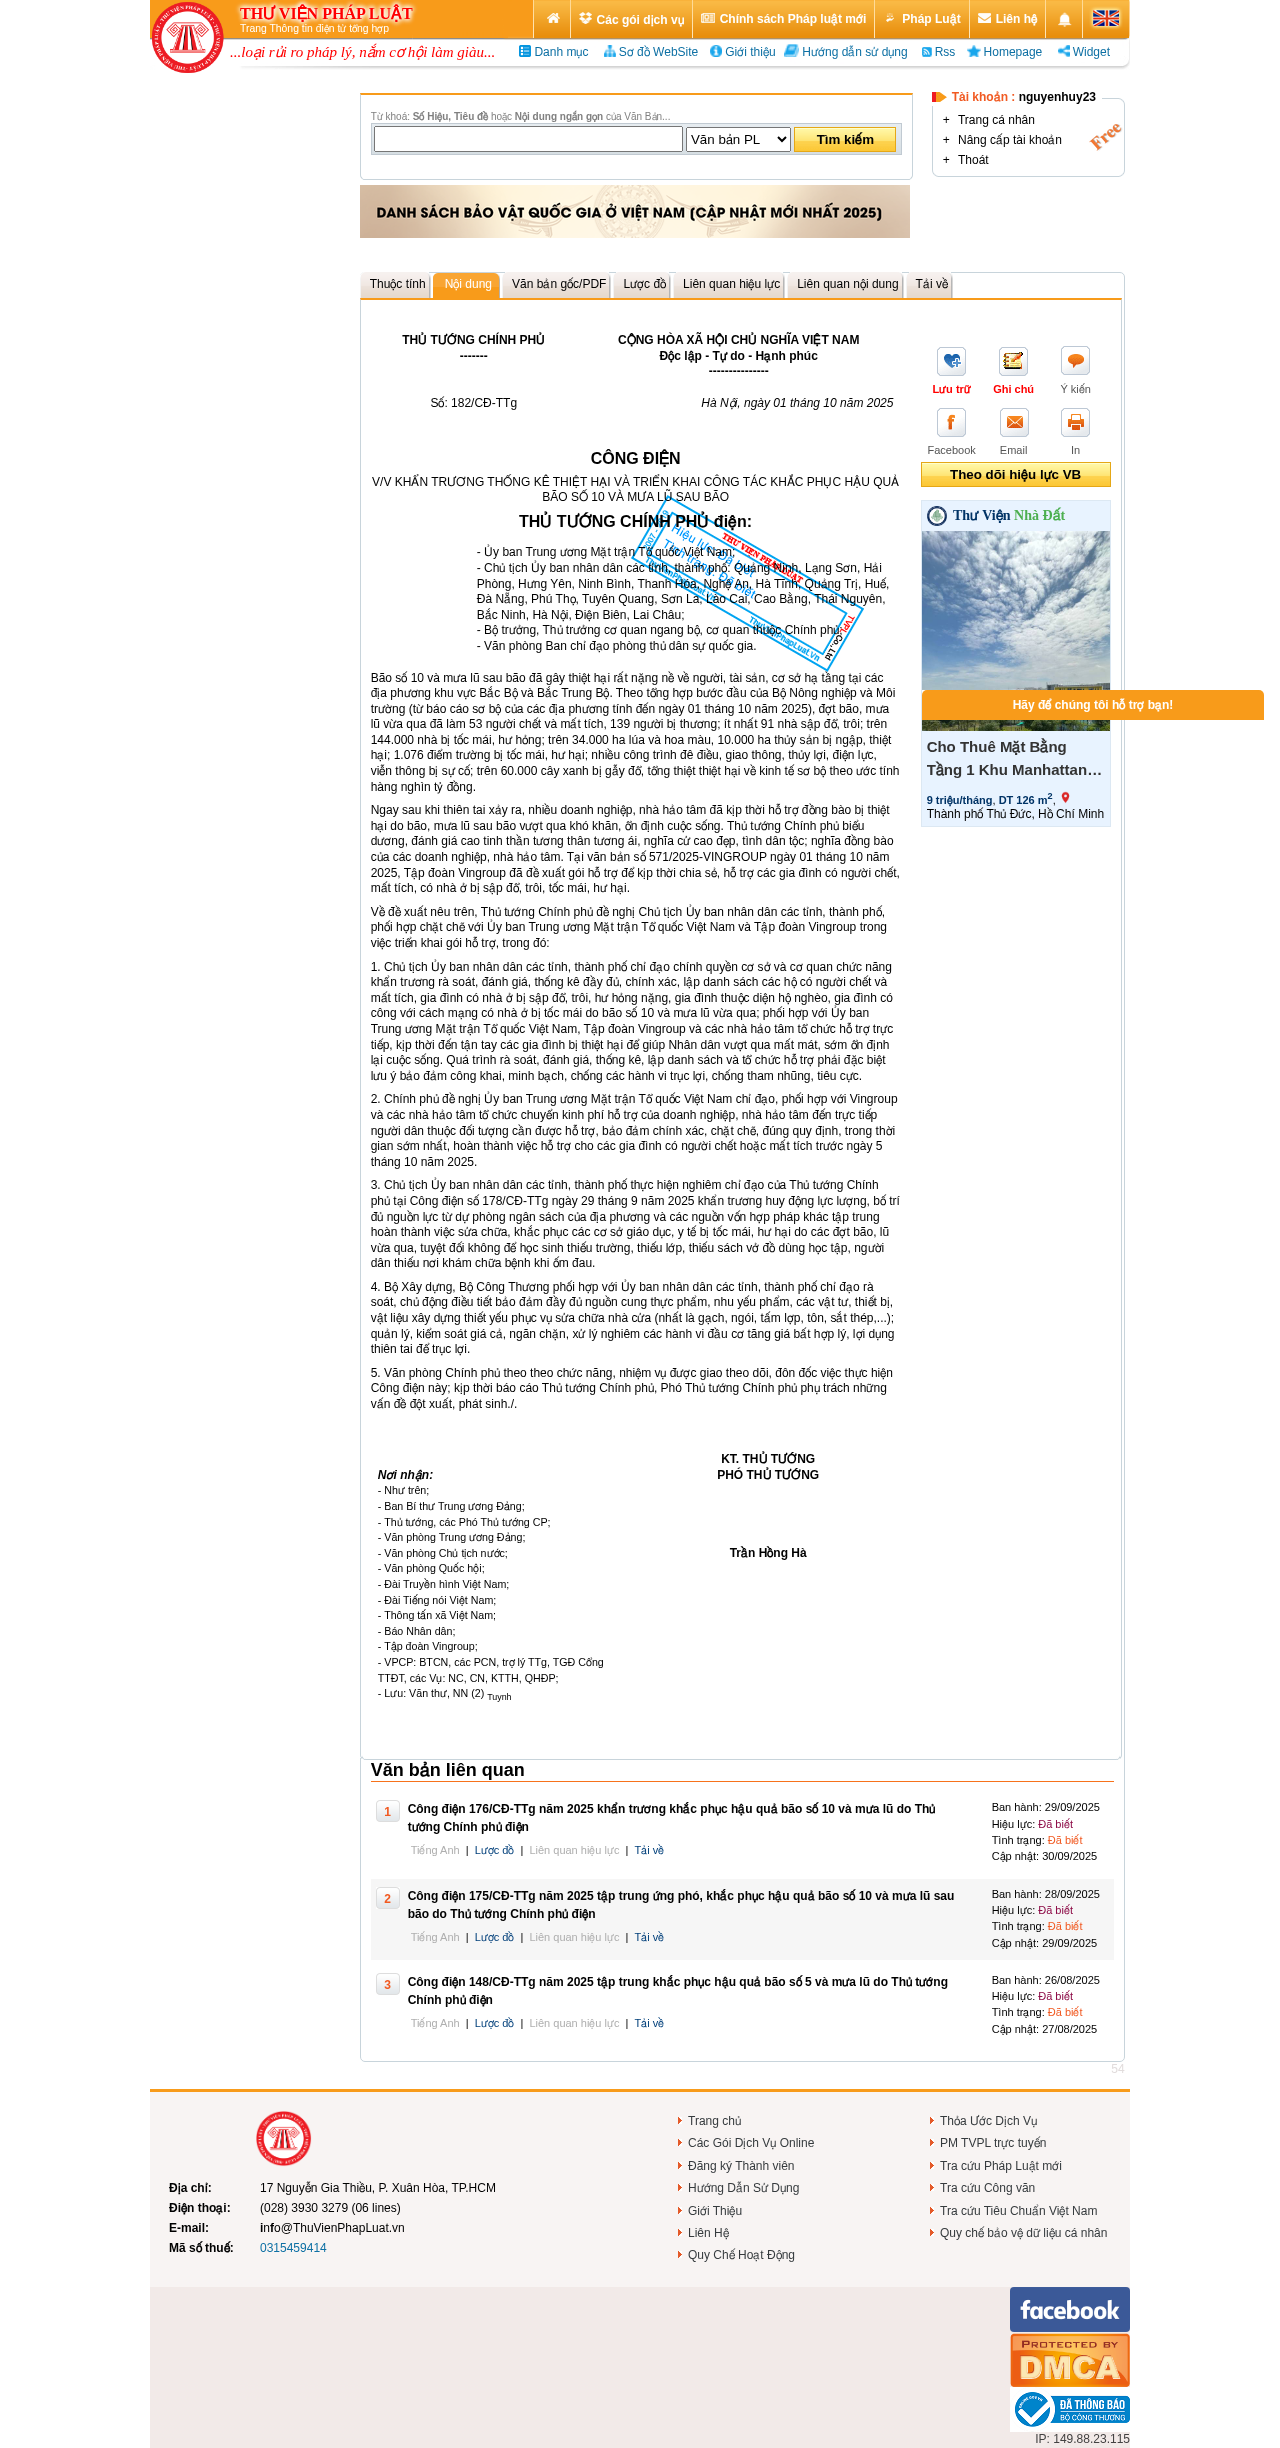 THƯ VIỆN PHÁP LUẬT
Trang Thông tin điện tử tổng hợp
Các gói dịch vụ
Chính sách Pháp luật mới
Pháp Luật
Liên hệ
...loại rủi ro pháp lý, nắm cơ hội làm giàu...
Danh mục
Sơ đồ WebSite
Giới thiệu
Hướng dẫn sử dụng
Rss
Homepage
Widget
Từ khoá: Số Hiệu, Tiêu đề hoặc Nội dung ngắn gọn của Văn Bản...
Văn bản PL
Tìm kiếm
Tài khoản : nguyenhuy23
+ Trang cá nhân
+ Nâng cấp tài khoản
+ Thoát
Free
DANH SÁCH BẢO VẬT QUỐC GIA Ở VIỆT NAM (CẬP NHẬT MỚI NHẤT 2025)
Thuộc tính
Nội dung
Văn bản gốc/PDF
Lược đồ
Liên quan hiệu lực
Liên quan nội dung
Tải về
THỦ TƯỚNG CHÍNH PHỦ
-------
CỘNG HÒA XÃ HỘI CHỦ NGHĨA VIỆT NAM
Độc lập - Tự do - Hạnh phúc
---------------
Số: 182/CĐ-TTg
Hà Nội, ngày 01 tháng 10 năm 2025
CÔNG ĐIỆN
V/V KHẨN TRƯƠNG THỐNG KÊ THIỆT HẠI VÀ TRIỂN KHAI CÔNG TÁC KHẮC PHỤC HẬU QUẢ
BÃO SỐ 10 VÀ MƯA LŨ SAU BÃO
THỦ TƯỚNG CHÍNH PHỦ điện:
- Ủy ban Trung ương Mặt trận Tổ quốc Việt Nam;
- Chủ tịch Ủy ban nhân dân các tỉnh, thành phố: Quảng Ninh, Lạng Sơn, Hải
Phòng, Hưng Yên, Ninh Bình, Thanh Hóa, Nghệ An, Hà Tĩnh, Quảng Trị, Huế,
Đà Nẵng, Phú Thọ, Tuyên Quang, Sơn La, Lào Cai, Cao Bằng, Thái Nguyên,
Bắc Ninh, Hà Nội, Điện Biên, Lai Châu;
- Bộ trưởng, Thủ trưởng cơ quan ngang bộ, cơ quan thuộc Chính phủ;
- Văn phòng Ban chỉ đạo phòng thủ dân sự quốc gia.
THƯ VIỆN PHÁP LUẬT
Hiệu lực: Đã biết
Tình trạng: Đã biết
ThuVienPhapLuat.Vn
ThuVienPhapLuat.Vn
TVPL Co., Ltd
Bão số 10 và mưa lũ sau bão đã gây thiệt hại rất nặng nề về người, tài sản, cơ sở hạ tầng tại các
địa phương khu vực Bắc Bộ và Bắc Trung Bộ. Theo tổng hợp bước đầu của Bộ Nông nghiệp và Môi
trường (từ báo cáo sơ bộ của các địa phương tính đến ngày 01 tháng 10 năm 2025), đợt bão, mưa
lũ vừa qua đã làm 53 người chết và mất tích, 139 người bị thương; ít nhất 91 nhà sập đổ, trôi; trên
144.000 nhà bị tốc mái, hư hỏng; trên 34.000 ha lúa và hoa màu, 10.000 ha thủy sản bị ngập, thiệt
hại; 1.076 điểm trường bị tốc mái, hư hại; nhiều công trình đê điều, giao thông, thủy lợi, điện lực,
viễn thông bị sự cố; trên 60.000 cây xanh bị gẫy đổ, tổng thiệt thiệt hại về kinh tế sơ bộ theo ước tính
hàng nghìn tỷ đồng.
Ngay sau khi thiên tai xảy ra, nhiều doanh nghiệp, nhà hảo tâm đã kịp thời hỗ trợ đồng bào bị thiệt
hại do bão, mưa lũ sau bão vượt qua khó khăn, ổn định cuộc sống. Thủ tướng Chính phủ biểu
dương, đánh giá cao tinh thần tương thân tương ái, nghĩa cử cao đẹp, tình dân tộc; nghĩa đồng bào
của các doanh nghiệp, nhà hảo tâm. Tại văn bản số 571/2025-VINGROUP ngày 01 tháng 10 năm
2025, Tập đoàn Vingroup đã đề xuất gói hỗ trợ để kịp thời chia sẻ, hỗ trợ các gia đình có người chết,
mất tích, có nhà ở bị sập đổ, trôi, tốc mái, hư hại.
Về đề xuất nêu trên, Thủ tướng Chính phủ đề nghị Chủ tịch Ủy ban nhân dân các tỉnh, thành phố,
phối hợp chặt chẽ với Ủy ban Trung ương Mặt trận Tổ quốc Việt Nam và Tập đoàn Vingroup trong
việc triển khai gói hỗ trợ, trong đó:
1. Chủ tịch Ủy ban nhân dân các tỉnh, thành phố chỉ đạo chính quyền cơ sở và cơ quan chức năng
khẩn trương rà soát, đánh giá, thống kê đầy đủ, chính xác, lập danh sách các hộ có người chết và
mất tích, gia đình có nhà ở bị sập đổ, trôi, hư hỏng nặng, gia đình thuộc diện hộ nghèo, gia đình có
công với cách mạng có nhà ở bị tốc mái do bão số 10 và mưa lũ vừa qua; phối hợp với Ủy ban
Trung ương Mặt trận Tổ quốc Việt Nam, Tập đoàn Vingroup và các nhà hảo tâm tổ chức hỗ trợ trực
tiếp, kịp thời đến tận tay các gia đình bị thiệt hại để giúp Nhân dân vượt qua mất mát, sớm ổn định
lại cuộc sống. Quá trình rà soát, đánh giá, thống kê, lập danh sách và tổ chức hỗ trợ phải đặc biệt
lưu ý bảo đảm công khai, minh bạch, chống các hành vi trục lợi, chống tham nhũng, tiêu cực.
2. Chính phủ đề nghị Ủy ban Trung ương Mặt trận Tổ quốc Việt Nam chỉ đạo, phối hợp với Vingroup
và các nhà hảo tâm tổ chức chuyển kinh phí hỗ trợ của doanh nghiệp, nhà hảo tâm đến trực tiếp
người dân thuộc đối tượng cần được hỗ trợ, bảo đảm chính xác, chặt chẽ, đúng quy định, trong thời
gian sớm nhất, hoàn thành việc hỗ trợ cho các gia đình có người chết hoặc mất tích trước ngày 5
tháng 10 năm 2025.
3. Chủ tịch Ủy ban nhân dân các tỉnh, thành phố thực hiện nghiêm chỉ đạo của Thủ tướng Chính
phủ tại Công điện số 178/CĐ-TTg ngày 29 tháng 9 năm 2025 khẩn trương huy động lực lượng, bố trí
đủ nguồn lực từ dự phòng ngân sách của địa phương và các nguồn vốn hợp pháp khác tập trung
hoàn thành việc sửa chữa, khắc phục các cơ sở giáo dục, y tế bị tốc mái, hư hại do các đợt bão, lũ
vừa qua, tuyệt đối không để học sinh thiếu trường, thiếu lớp, thiếu sách vở đồ dùng học tập, người
dân thiếu nơi khám chữa bệnh khi ốm đau.
4. Bộ Xây dựng, Bộ Công Thương phối hợp với Ủy ban nhân dân các tỉnh, thành phố chỉ đạo rà
soát, chủ động điều tiết bảo đảm đầy đủ nguồn cung thực phẩm, nhu yếu phẩm, các vật tư, thiết bị,
vật liệu xây dựng thiết yếu phục vụ sửa chữa nhà cửa (nhất là gạch, ngói, tấm lợp, tôn, sắt thép,...);
quản lý, kiểm soát giá cả, ngăn chặn, xử lý nghiêm các hành vi đầu cơ tăng giá bất hợp lý, lợi dụng
thiên tai để trục lợi.
5. Văn phòng Chính phủ theo theo chức năng, nhiệm vụ được giao theo dõi, đôn đốc việc thực hiện
Công điện này; kịp thời báo cáo Thủ tướng Chính phủ, Phó Thủ tướng Chính phủ phụ trách những
vấn đề đột xuất, phát sinh./.
Nơi nhận:
- Như trên;
- Ban Bí thư Trung ương Đảng;
- Thủ tướng, các Phó Thủ tướng CP;
- Văn phòng Trung ương Đảng;
- Văn phòng Chủ tịch nước;
- Văn phòng Quốc hội;
- Đài Truyền hình Việt Nam;
- Đài Tiếng nói Việt Nam;
- Thông tấn xã Việt Nam;
- Báo Nhân dân;
- Tập đoàn Vingroup;
- VPCP: BTCN, các PCN, trợ lý TTg, TGĐ Cổng
TTĐT, các Vụ: NC, CN, KTTH, QHĐP;
- Lưu: Văn thư, NN (2) Tuynh
KT. THỦ TƯỚNG
PHÓ THỦ TƯỚNG
Trần Hồng Hà
Lưu trữ
Ghi chú
Ý kiến
Facebook
Email
In
Theo dõi hiệu lực VB
Thư Viện Nhà Đất
Hãy để chúng tôi hỗ trợ bạn!
Cho Thuê Mặt Bằng
Tầng 1 Khu Manhattan…
9 triệu/tháng, DT 126 m2,
Thành phố Thủ Đức, Hồ Chí Minh
Văn bản liên quan
1
Công điện 176/CĐ-TTg năm 2025 khẩn trương khắc phục hậu quả bão số 10 và mưa lũ do Thủ
tướng Chính phủ điện
Tiếng Anh | Lược đồ | Liên quan hiệu lực | Tải về
Ban hành: 29/09/2025
Hiệu lực: Đã biết
Tình trạng: Đã biết
Cập nhật: 30/09/2025
2
Công điện 175/CĐ-TTg năm 2025 tập trung ứng phó, khắc phục hậu quả bão số 10 và mưa lũ sau
bão do Thủ tướng Chính phủ điện
Tiếng Anh | Lược đồ | Liên quan hiệu lực | Tải về
Ban hành: 28/09/2025
Hiệu lực: Đã biết
Tình trạng: Đã biết
Cập nhật: 29/09/2025
3
Công điện 148/CĐ-TTg năm 2025 tập trung khắc phục hậu quả bão số 5 và mưa lũ do Thủ tướng
Chính phủ điện
Tiếng Anh | Lược đồ | Liên quan hiệu lực | Tải về
Ban hành: 26/08/2025
Hiệu lực: Đã biết
Tình trạng: Đã biết
Cập nhật: 27/08/2025
54
Địa chỉ: 17 Nguyễn Gia Thiều, P. Xuân Hòa, TP.HCM
Điện thoại: (028) 3930 3279 (06 lines)
E-mail: info@ThuVienPhapLuat.vn
Mã số thuế: 0315459414
Trang chủ
Các Gói Dịch Vụ Online
Đăng ký Thành viên
Hướng Dẫn Sử Dụng
Giới Thiệu
Liên Hệ
Quy Chế Hoạt Động
Thỏa Ước Dịch Vụ
PM TVPL trực tuyến
Tra cứu Pháp Luật mới
Tra cứu Công văn
Tra cứu Tiêu Chuẩn Việt Nam
Quy chế bảo vệ dữ liệu cá nhân
facebook
PROTECTED BY
DMCA
ĐÃ THÔNG BÁO
BỘ CÔNG THƯƠNG
IP: 149.88.23.115